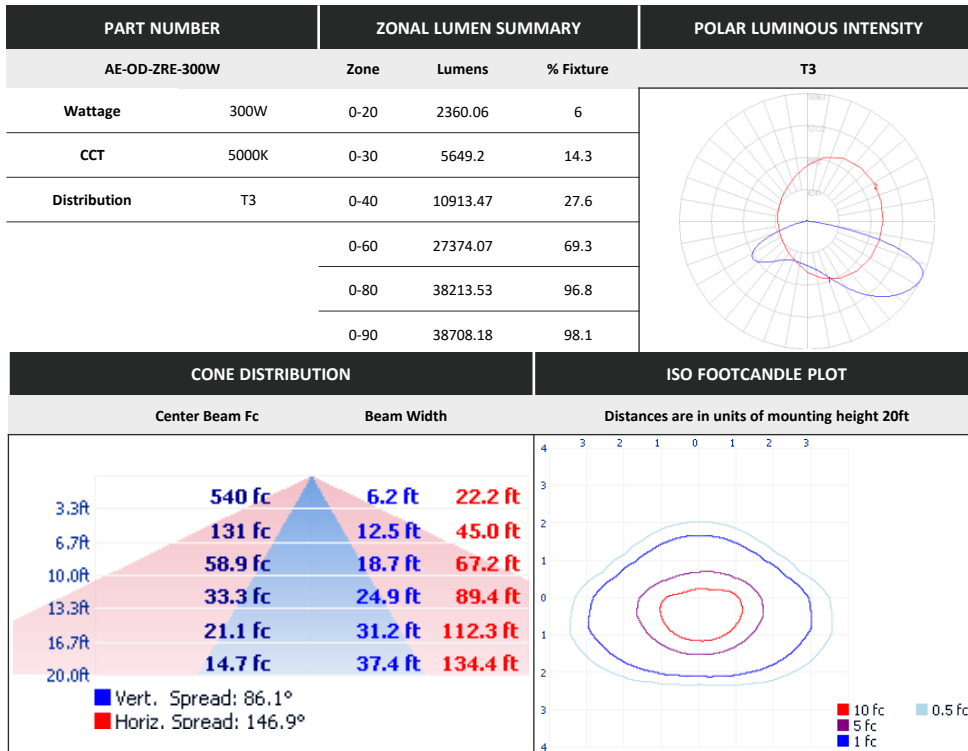 PART NUMBER
ZONAL LUMEN SUMMARY
POLAR LUMINOUS INTENSITY
AE-OD-ZRE-300W
Zone Lumens % Fixture
T3
Wattage 300W
0-20 2360.06 6
CCT 5000K
0-30 5649.2 14.3
Distribution T3
0-40 10913.47 27.6
0-60 27374.07 69.3
0-80 38213.53 96.8
0-90 38708.18 98.1
2
1
CONE DISTRIBUTION
ISO FOOTCANDLE PLOT
Center Beam Fc Beam Width
Distances are in units of mounting height 20ft
3.3ft 540 fc 6.2 ft 22.2 ft
6.7ft 131 fc 12.5 ft 45.0 ft
10.0ft 58.9 fc 18.7 ft 67.2 ft
13.3ft 33.3 fc 24.9 ft 89.4 ft
16.7ft 21.1 fc 31.2 ft 112.3 ft
20.0ft 14.7 fc 37.4 ft 134.4 ft
Vert. Spread: 86.1°
Horiz. Spread: 146.9°
4 3 2 1 0 1 2 3
3
2
1
0
1
2
3
4
10 fc 0.5 fc
5 fc
1 fc